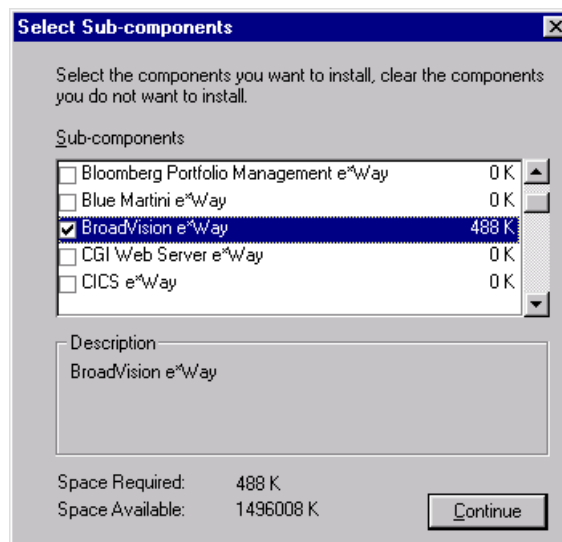 Select Sub-components
Select the components you want to install, clear the components
you do not want to install.
Sub-components
Bloomberg Portfolio Management e*Way 0 K
Blue Martini e*Way 0 K
BroadVision e*Way 488 K
CGI Web Server e*Way 0 K
CICS e*Way 0 K
Description
BroadVision e*Way
Space Required: 488 K
Space Available: 1496008 K
Continue